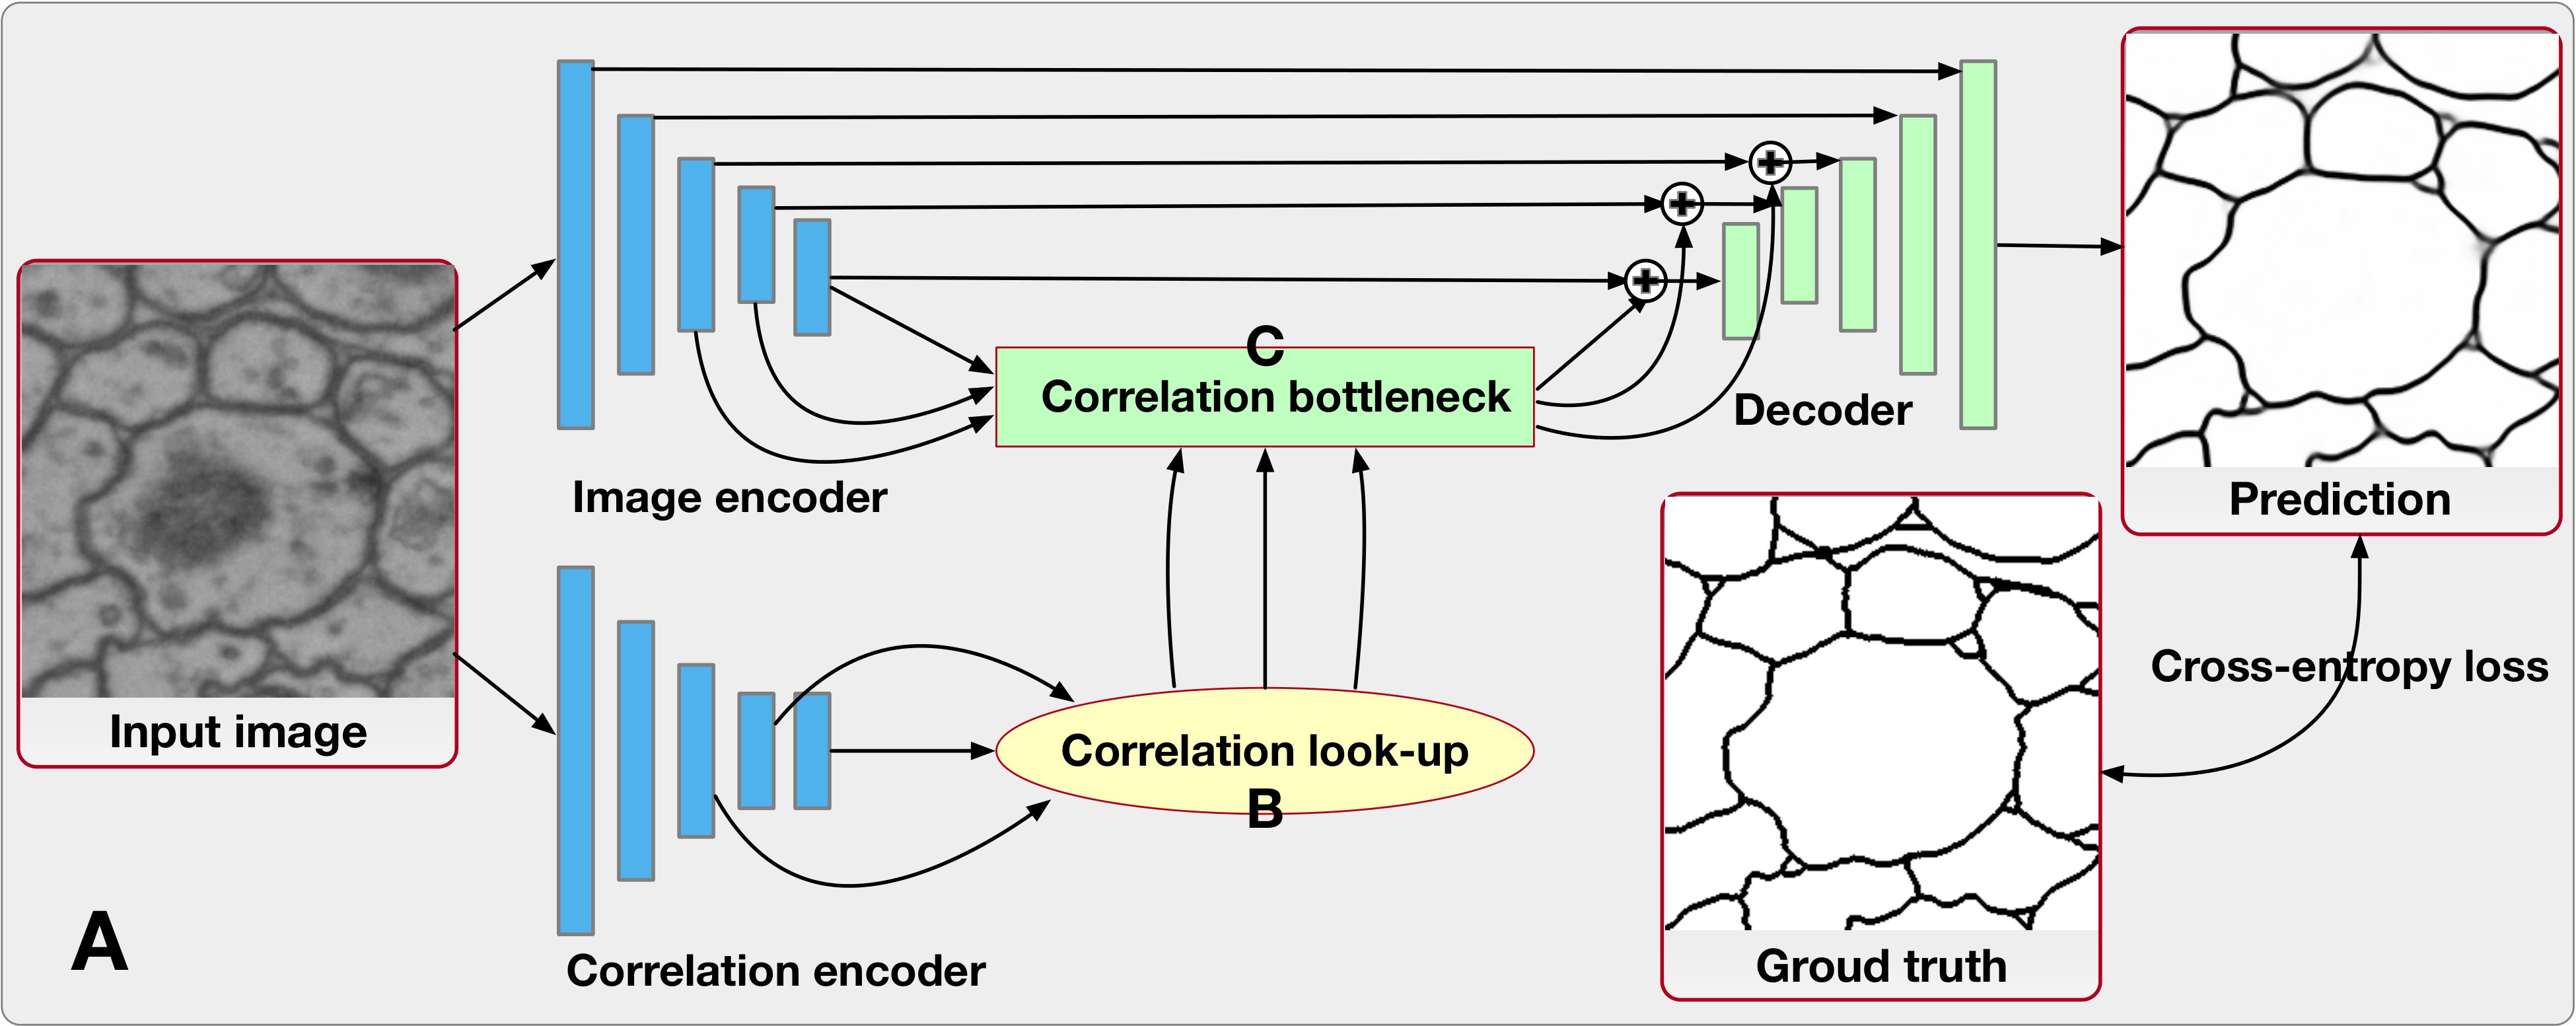 C
Correlation bottleneck
Decoder
Image encoder
Prediction
Cross-entropy loss
Input image
Correlation look-up
B
A
Correlation encoder
Groud truth